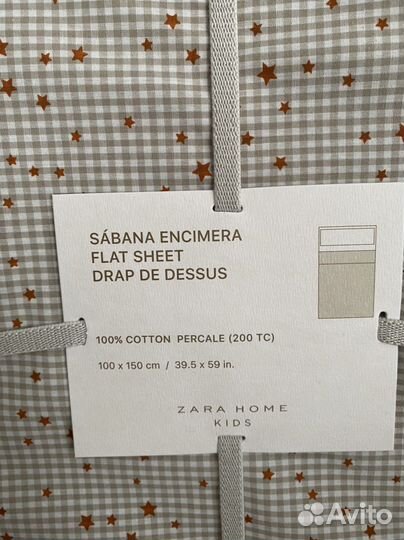 SÁBANA ENCIMERA
FLAT SHEET
DRAP DE DESSUS
100% COTTON PERCALE (200 TC)
100 x 150 cm / 39.5 x 59 in.
ZARA HOME
KIDS
Avito